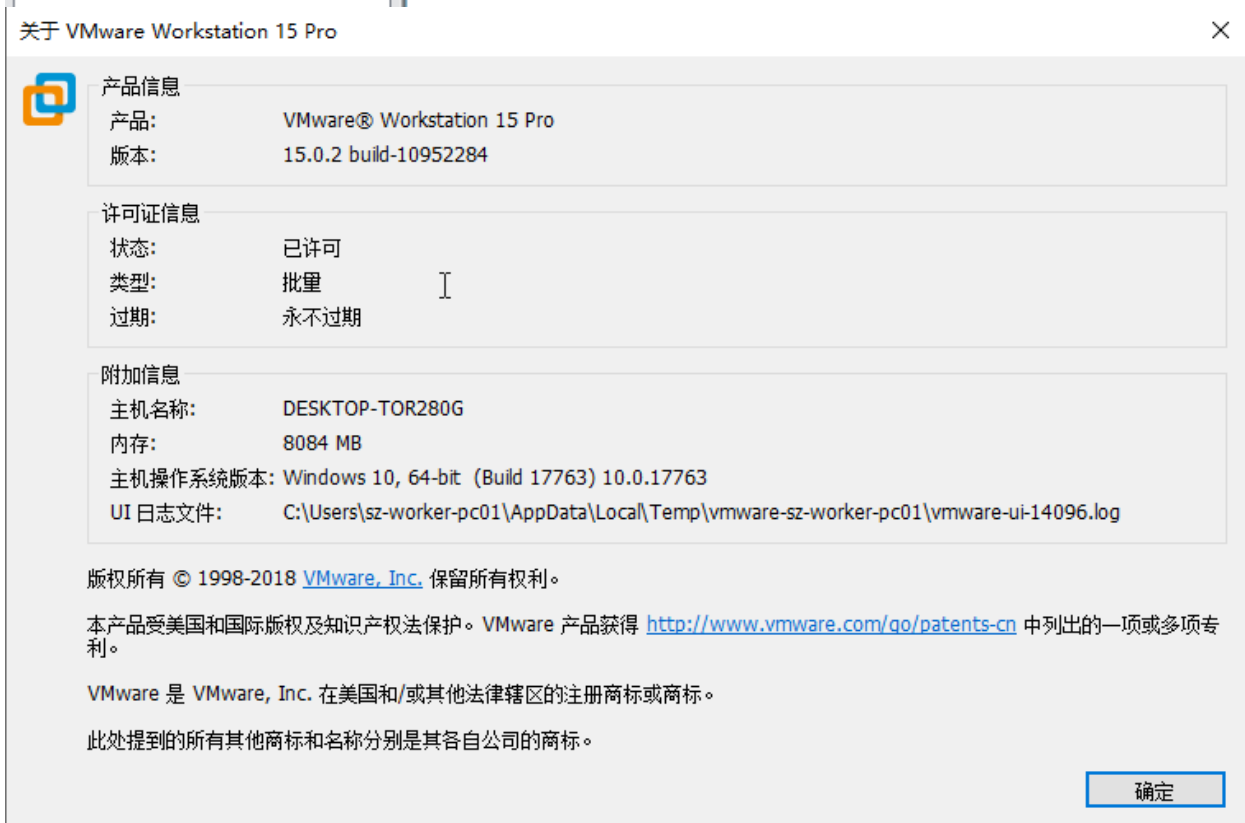 关于 VMware Workstation 15 Pro
产品信息
产品: VMware® Workstation 15 Pro
版本: 15.0.2 build-10952284
许可证信息
状态: 已许可
类型: 批量
过期: 永不过期
附加信息
主机名称: DESKTOP-TOR280G
内存: 8084 MB
主机操作系统版本: Windows 10, 64-bit (Build 17763) 10.0.17763
UI 日志文件: C:\Users\sz-worker-pc01\AppData\Local\Temp\vmware-sz-worker-pc01\vmware-ui-14096.log
版权所有 © 1998-2018 VMware, Inc. 保留所有权利。
本产品受美国和国际版权及知识产权法保护。VMware 产品获得 http://www.vmware.com/go/patents-cn 中列出的一项或多项专
利。
VMware 是 VMware, Inc. 在美国和/或其他法律辖区的注册商标或商标。
此处提到的所有其他商标和名称分别是其各自公司的商标。
确定